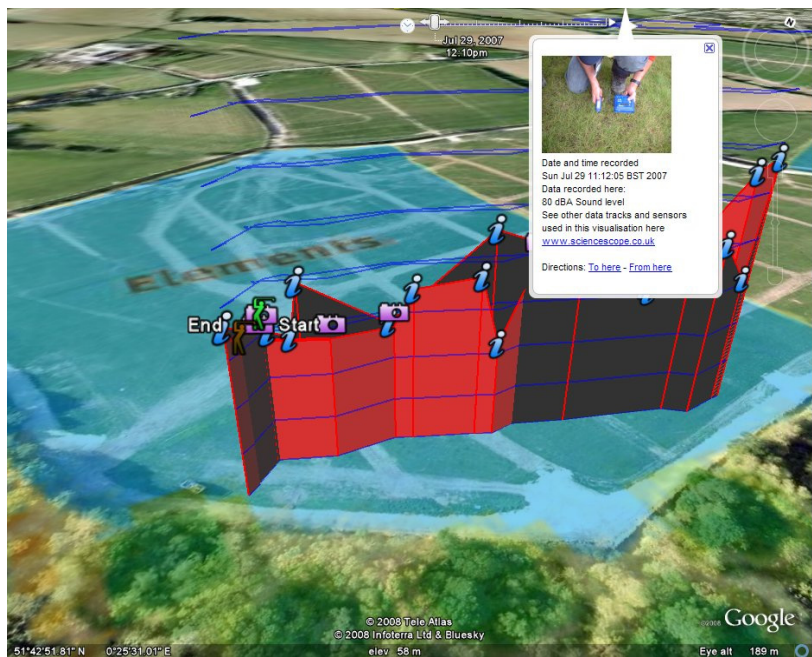 Jul 29, 2007
12:10pm
N
Date and time recorded
Sun Jul 29 11:12:05 BST 2007
Data recorded here:
80 dBA Sound level
See other data tracks and sensors
used in this visualisation here
www.sciencescope.co.uk
Directions: To here - From here
Elements
End
Start
© 2008 Tele Atlas
© 2008 Infoterra Ltd & Bluesky
©2008 Google
51°42'51.81" N 0°25'31.01" E elev 58 m Eye alt 189 m